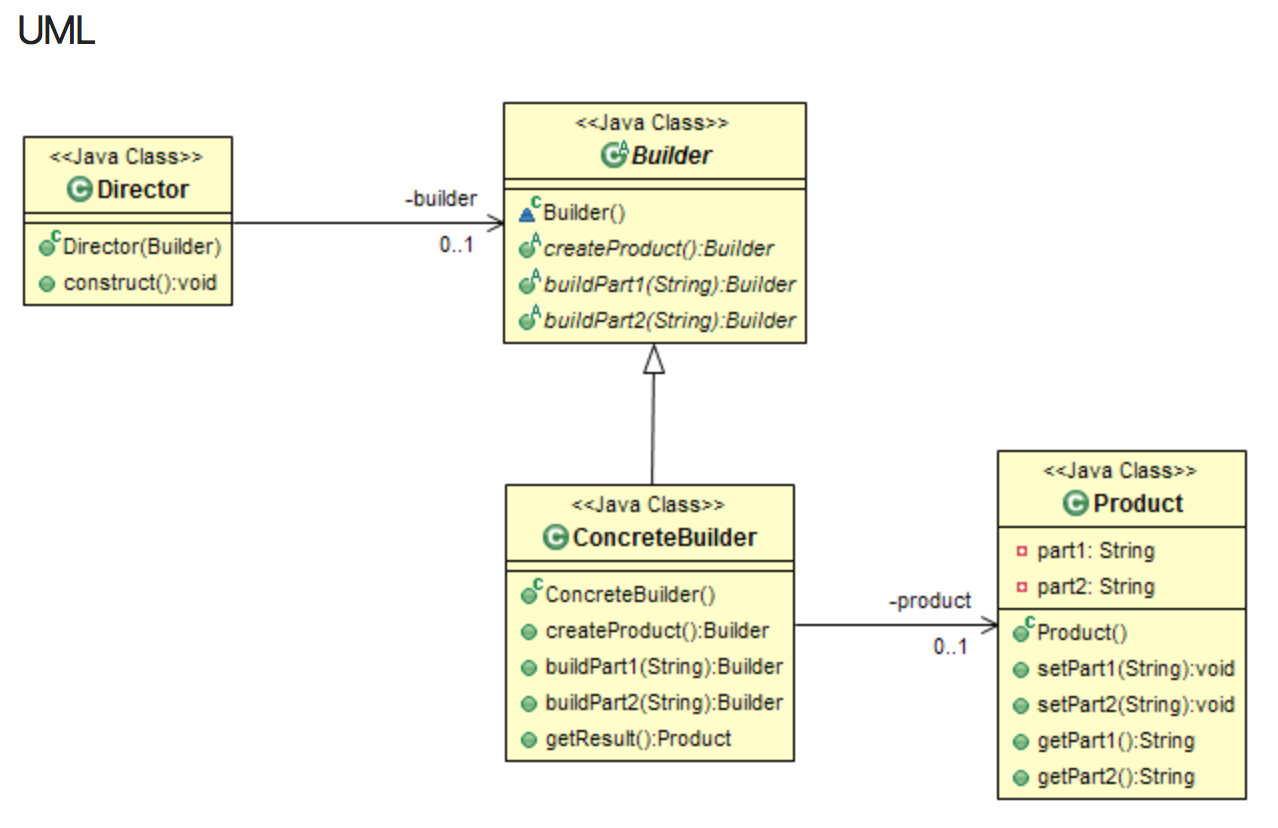 UML
<<Java Class>>
Director
Director(Builder)
construct():void
-builder
0..1
<<Java Class>>
Builder
Builder()
createProduct():Builder
buildPart1(String):Builder
buildPart2(String):Builder
<<Java Class>>
ConcreteBuilder
ConcreteBuilder()
createProduct():Builder
buildPart1(String):Builder
buildPart2(String):Builder
getResult():Product
-product
0..1
<<Java Class>>
Product
part1: String
part2: String
Product()
setPart1(String):void
setPart2(String):void
getPart1():String
getPart2():String